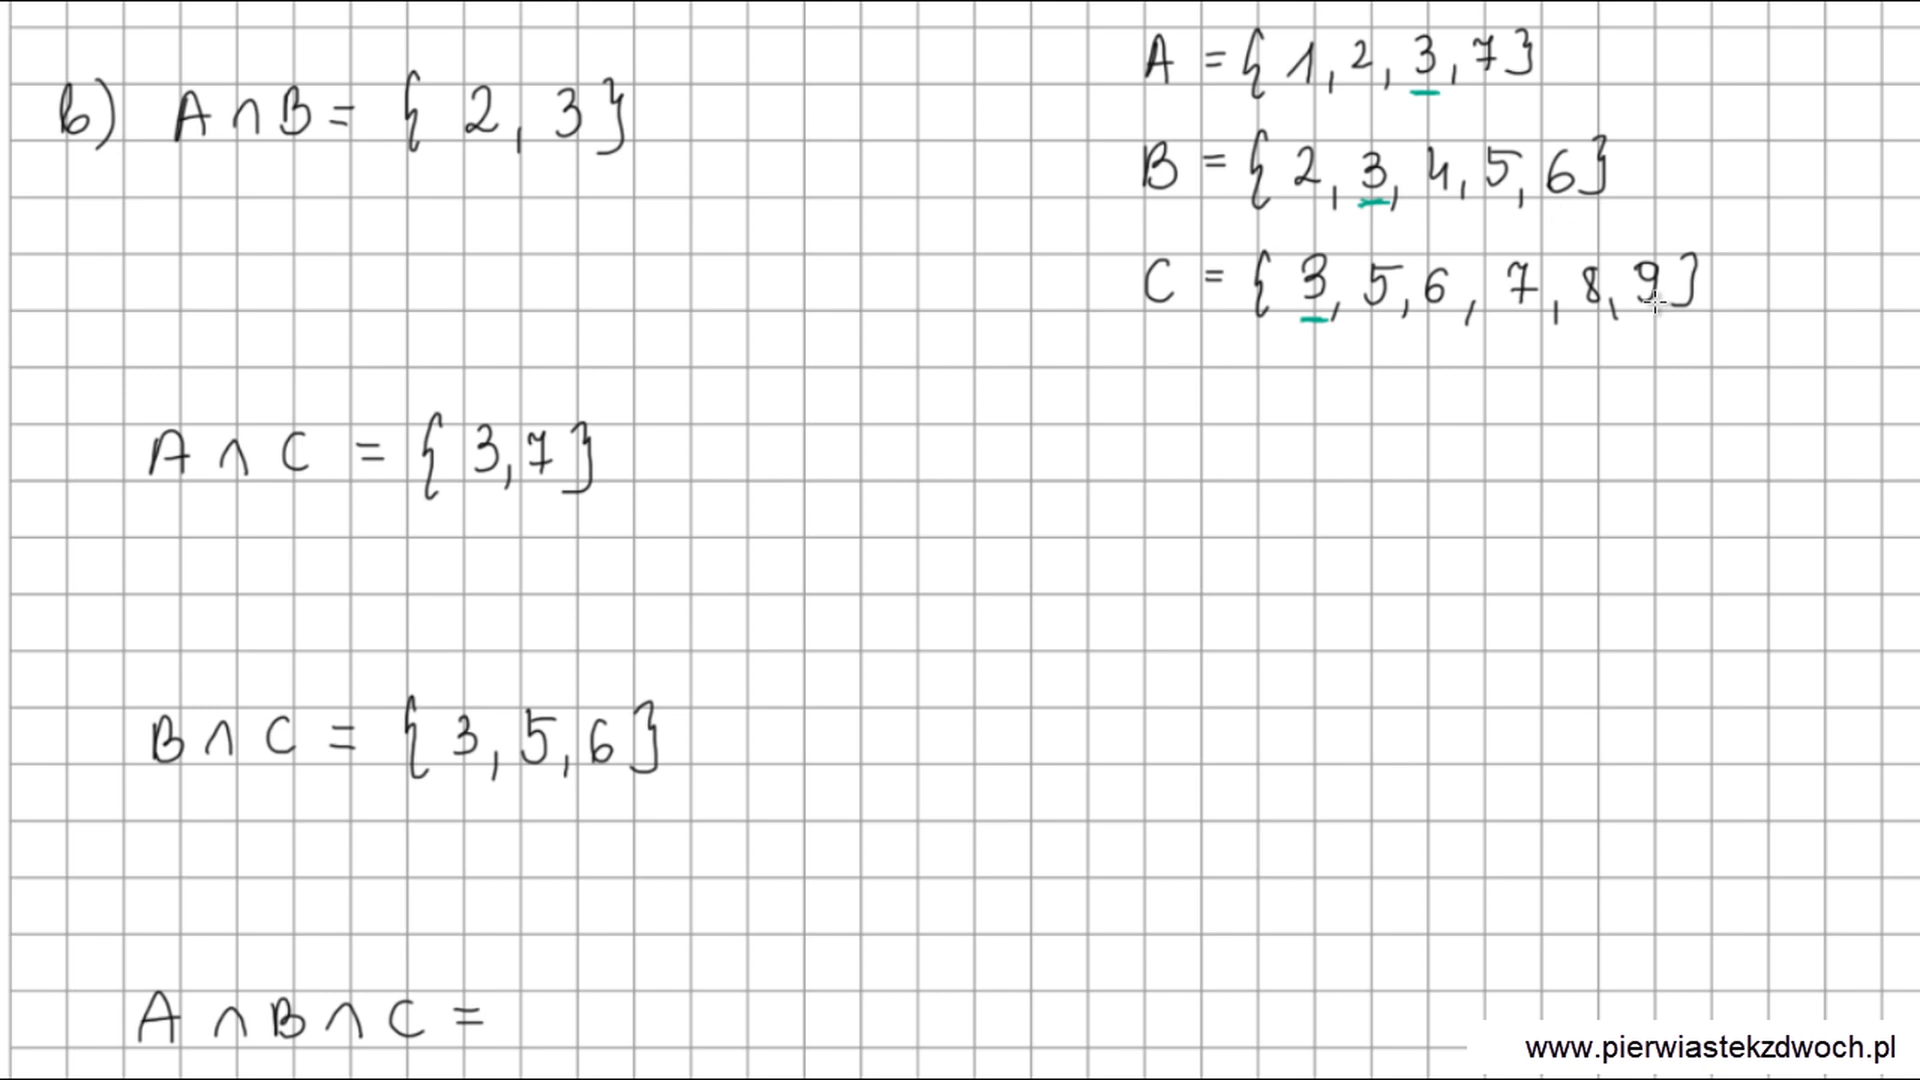 b) A ∩ B = { 2, 3}
A = { 1, 2, 3, 7}
B = { 2, 3, 4, 5, 6}
C = { 3, 5, 6, 7, 8, 9}
A ∩ C = { 3, 7}
B ∩ C = { 3, 5, 6 }
A ∩ B ∩ C =
www.pierwiastekzdwoch.pl